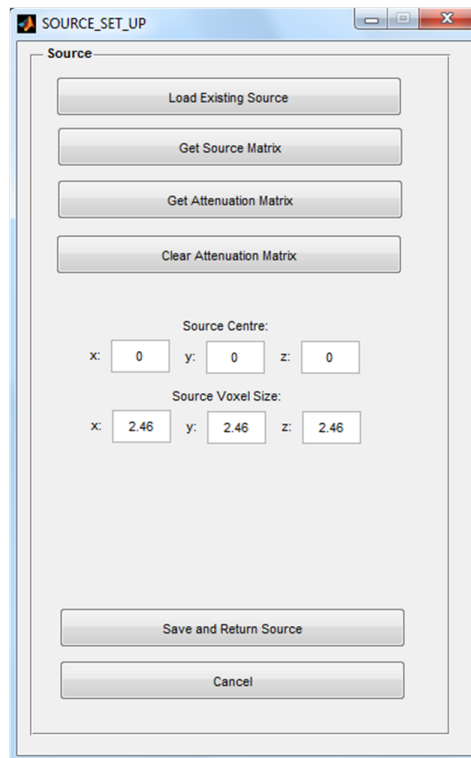 SOURCE_SET_UP
Source
Load Existing Source
Get Source Matrix
Get Attenuation Matrix
Clear Attenuation Matrix
Source Centre:
x: 0 y: 0 z: 0
Source Voxel Size:
x: 2.46 y: 2.46 z: 2.46
Save and Return Source
Cancel